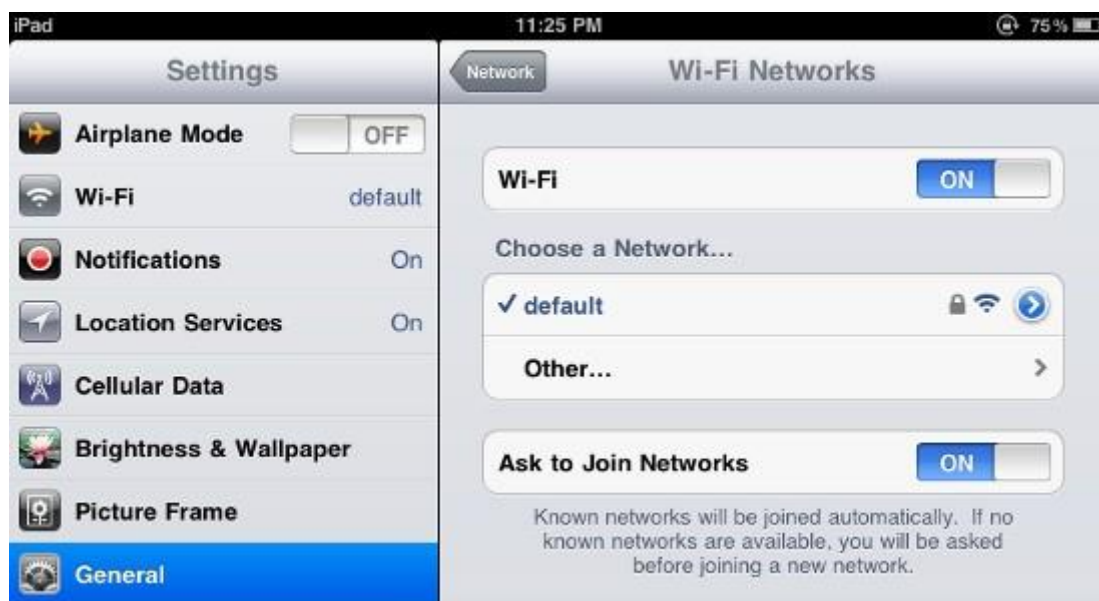 iPad 11:25 PM 75%
Settings
Airplane Mode OFF
Wi-Fi default
Notifications On
Location Services On
Cellular Data
Brightness & Wallpaper
Picture Frame
General
Network Wi-Fi Networks
Wi-Fi ON
Choose a Network...
default
Other...
Ask to Join Networks ON
Known networks will be joined automatically. If no
known networks are available, you will be asked
before joining a new network.